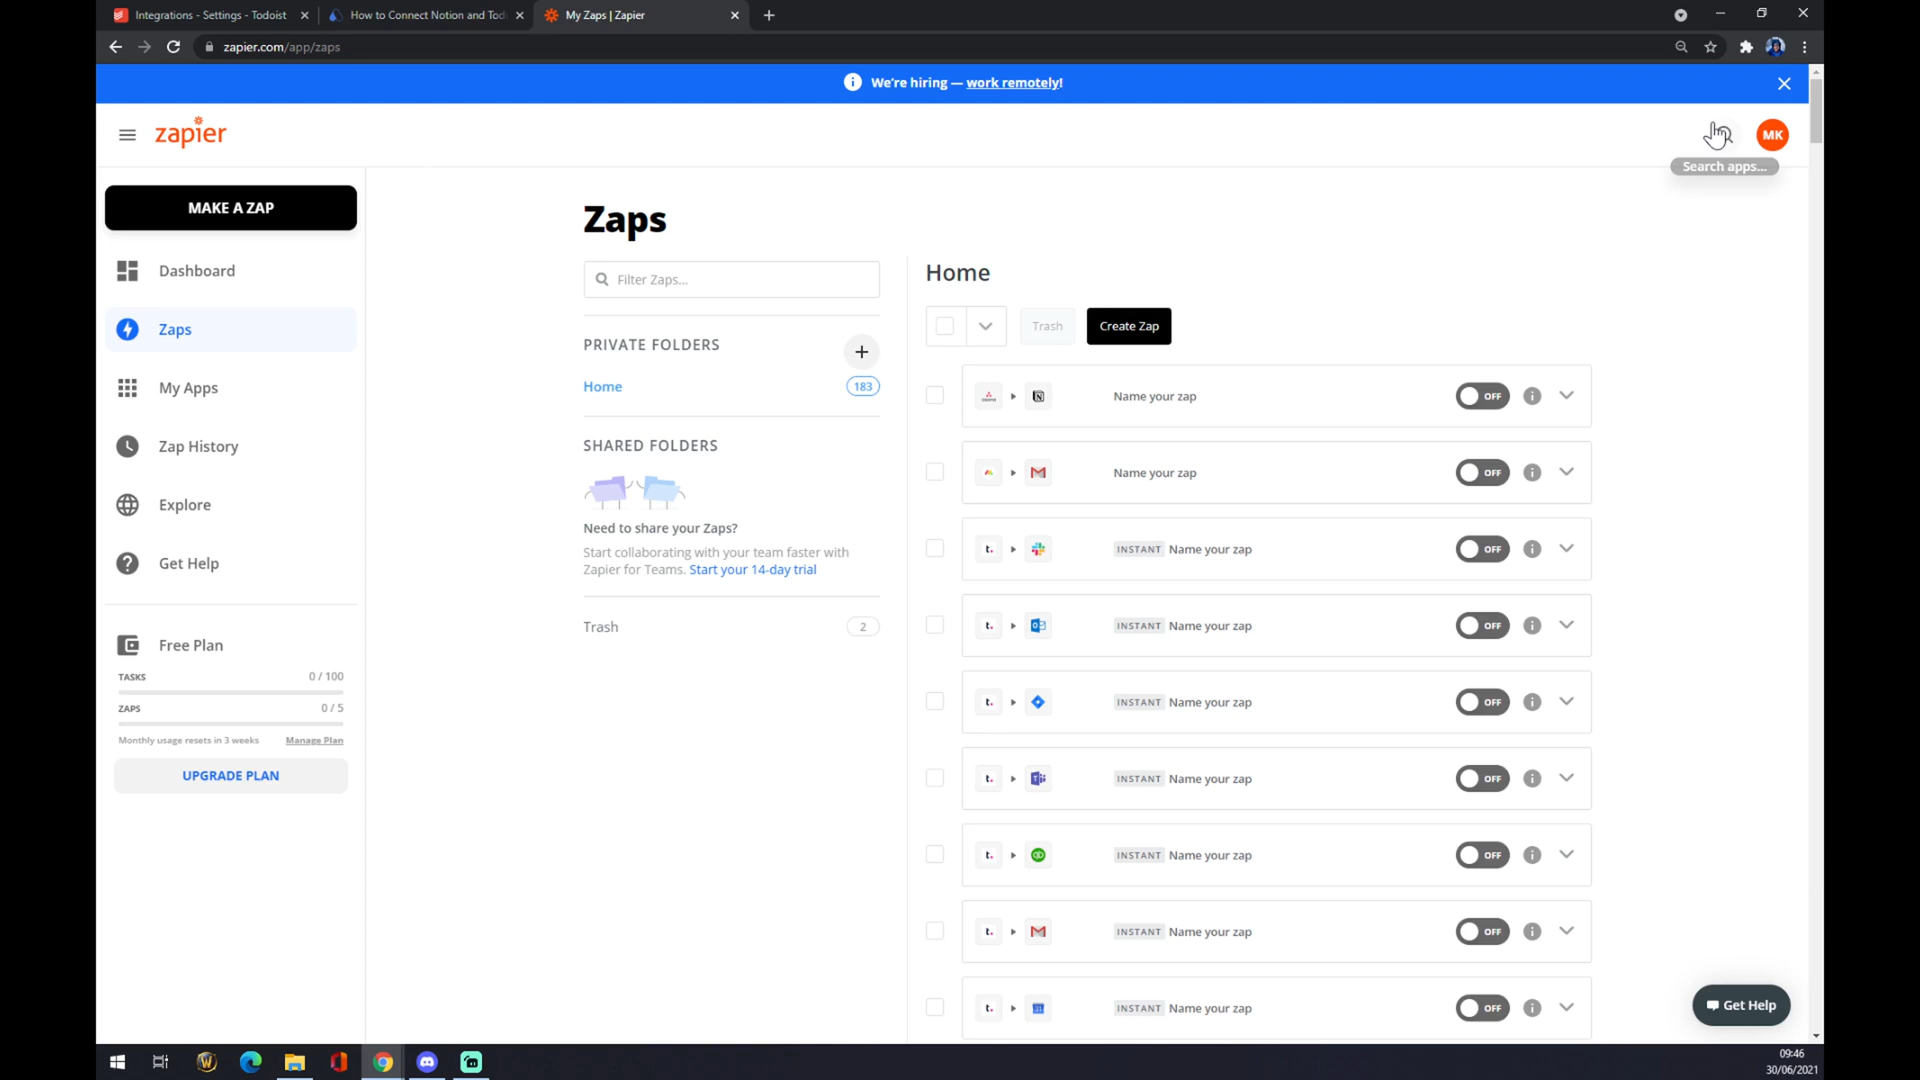 Integrations - Settings - Todoist
How to Connect Notion and Tod
My Zaps | Zapier
zapier.com/app/zaps
We're hiring — work remotely!
zapier
MK
Search apps...
MAKE A ZAP
Dashboard
Zaps
My Apps
Zap History
Explore
Get Help
Free Plan
TASKS 0 / 100
ZAPS 0 / 5
Monthly usage resets in 3 weeks Manage Plan
UPGRADE PLAN
Zaps
Filter Zaps...
PRIVATE FOLDERS
Home 183
SHARED FOLDERS
Need to share your Zaps?
Start collaborating with your team faster with
Zapier for Teams. Start your 14-day trial
Trash 2
Home
Trash
Create Zap
Name your zap OFF
Name your zap OFF
t. INSTANT Name your zap OFF
t. INSTANT Name your zap OFF
t. INSTANT Name your zap OFF
t. INSTANT Name your zap OFF
t. INSTANT Name your zap OFF
t. INSTANT Name your zap OFF
t. 31 INSTANT Name your zap OFF
Get Help
09:46
30/06/2021